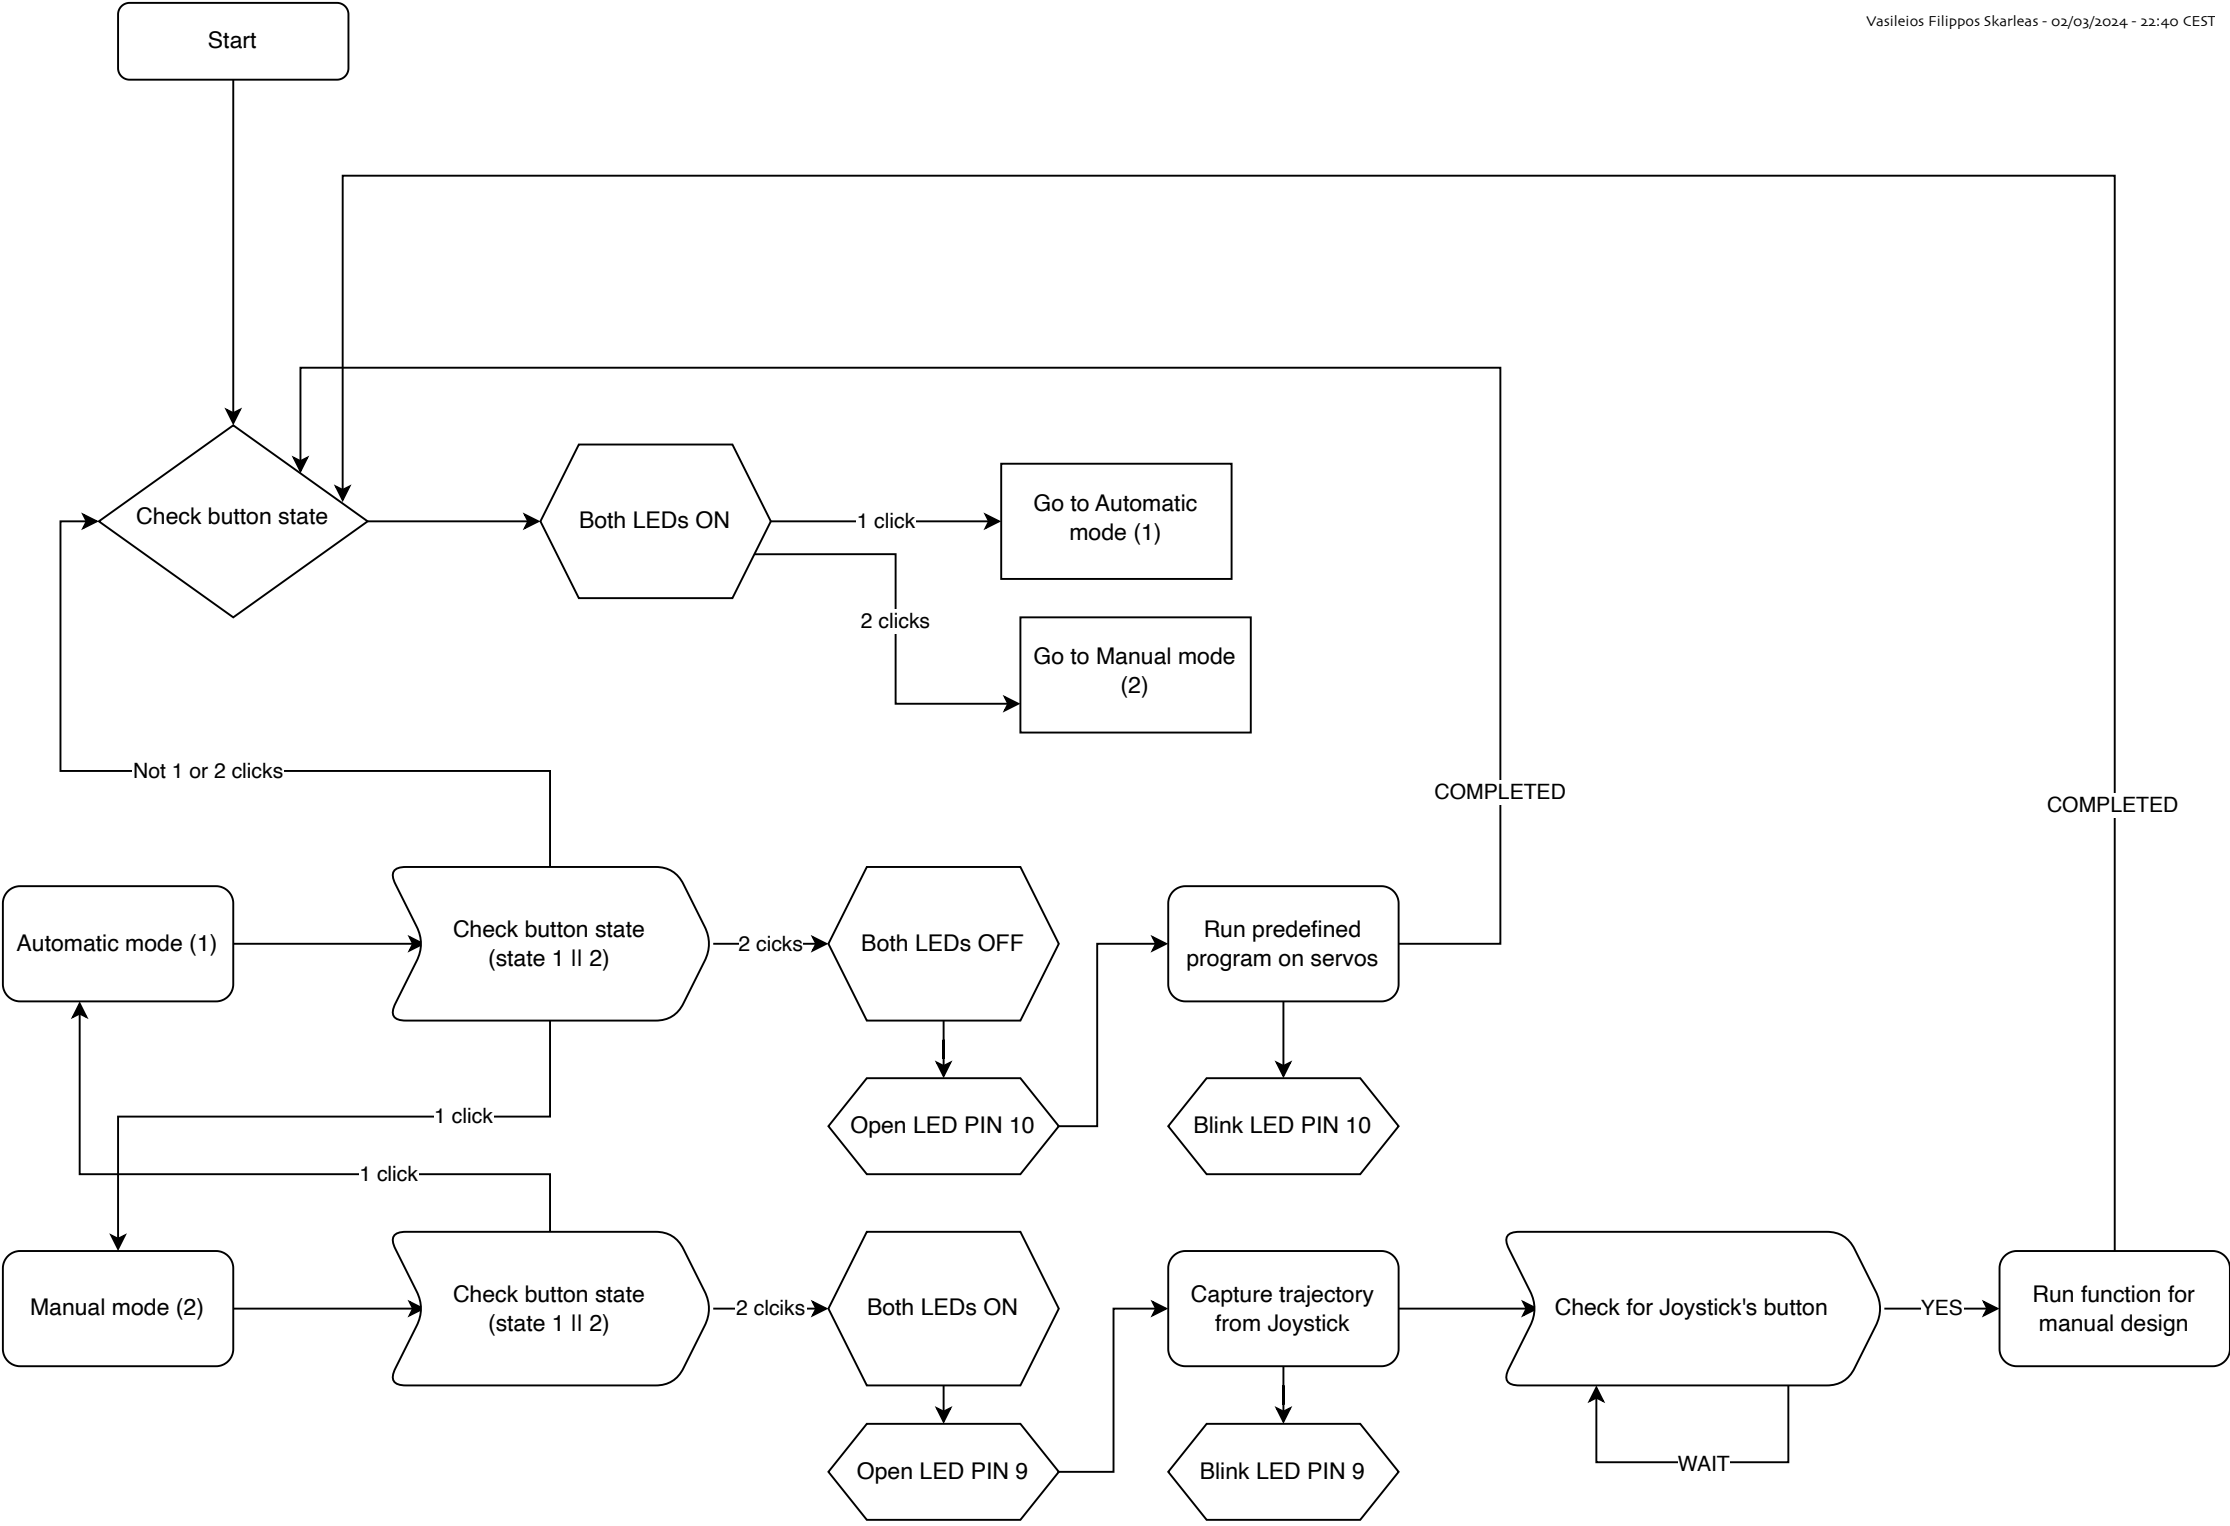 Vasileios Filippos Skarleas - 02/03/2024 - 22:40 CEST
Start
Check button state
Both LEDs ON
1 click
Go to Automatic
mode (1)
2 clicks
Go to Manual mode
(2)
Not 1 or 2 clicks
COMPLETED
COMPLETED
Automatic mode (1)
Check button state
(state 1 || 2)
2 cicks
Both LEDs OFF
Run predefined
program on servos
Open LED PIN 10
Blink LED PIN 10
1 click
1 click
Manual mode (2)
Check button state
(state 1 || 2)
2 clciks
Both LEDs ON
Capture trajectory
from Joystick
Check for Joystick's button
YES
Run function for
manual design
Open LED PIN 9
Blink LED PIN 9
WAIT